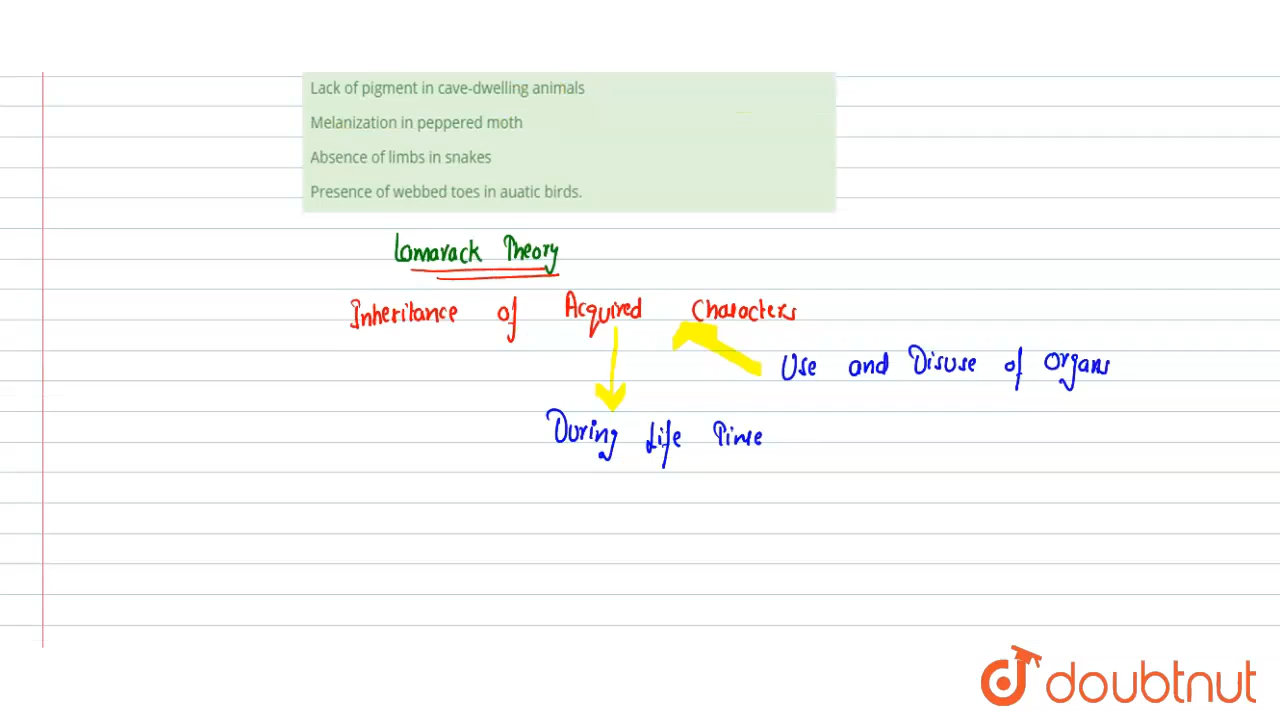 Lack of pigment in cave-dwelling animals
Melanization in peppered moth
Absence of limbs in snakes
Presence of webbed toes in auatic birds.
Lamarack Theory
Inheritance of Acquired Characters
Use and Disuse of Organs
During Life Time
doubtnut